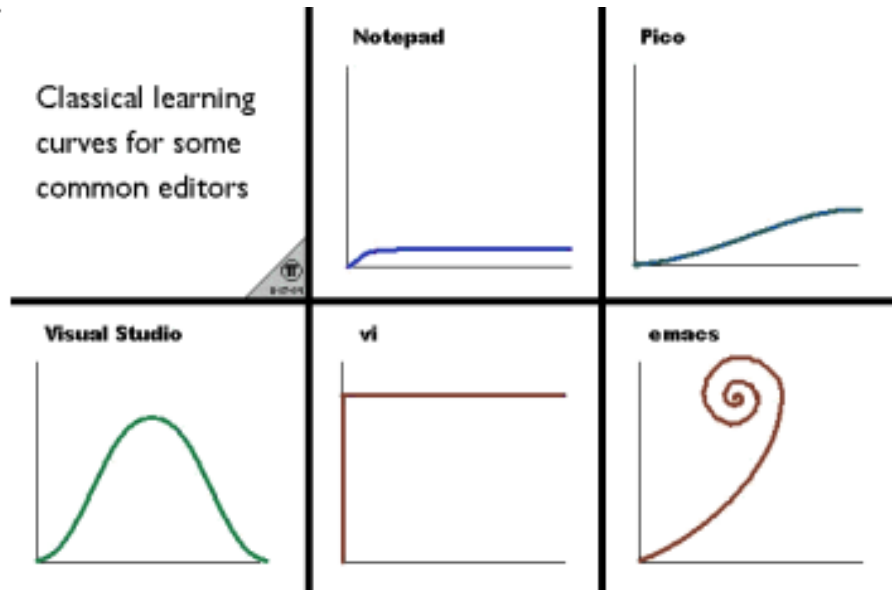 Classical learning
curves for some
common editors
Notepad
Pico
Visual Studio
vi
emacs